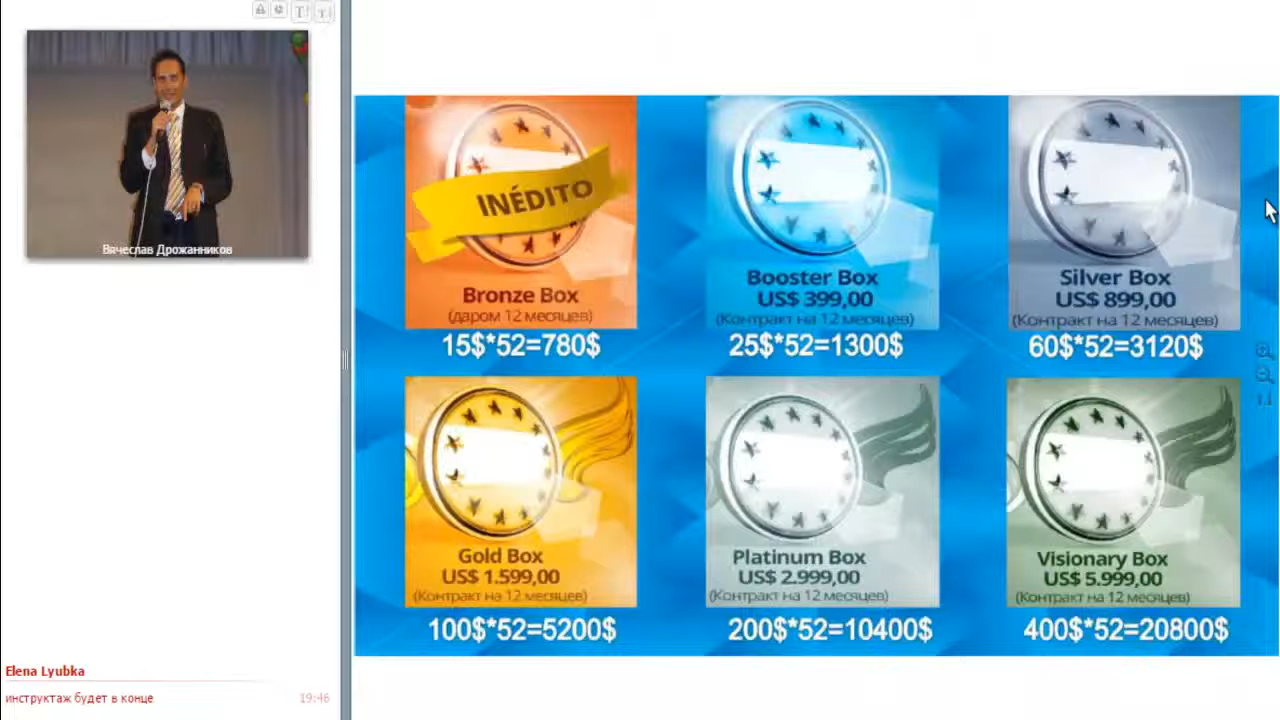 T↑
T↓
Вячеслав Дрожанников
INÉDITO
Bronze Box
(даром 12 месяцев)
15$*52=780$
Booster Box
US$ 399,00
(Контракт на 12 месяцев)
25$*52=1300$
Silver Box
US$ 899,00
(Контракт на 12 месяцев)
60$*52=3120$
Gold Box
US$ 1.599,00
(Контракт на 12 месяцев)
100$*52=5200$
Platinum Box
US$ 2.999,00
(Контракт на 12 месяцев)
200$*52=10400$
Visionary Box
US$ 5.999,00
(Контракт на 12 месяцев)
400$*52=20800$
Elena Lyubka
инструктаж будет в конце 19:46